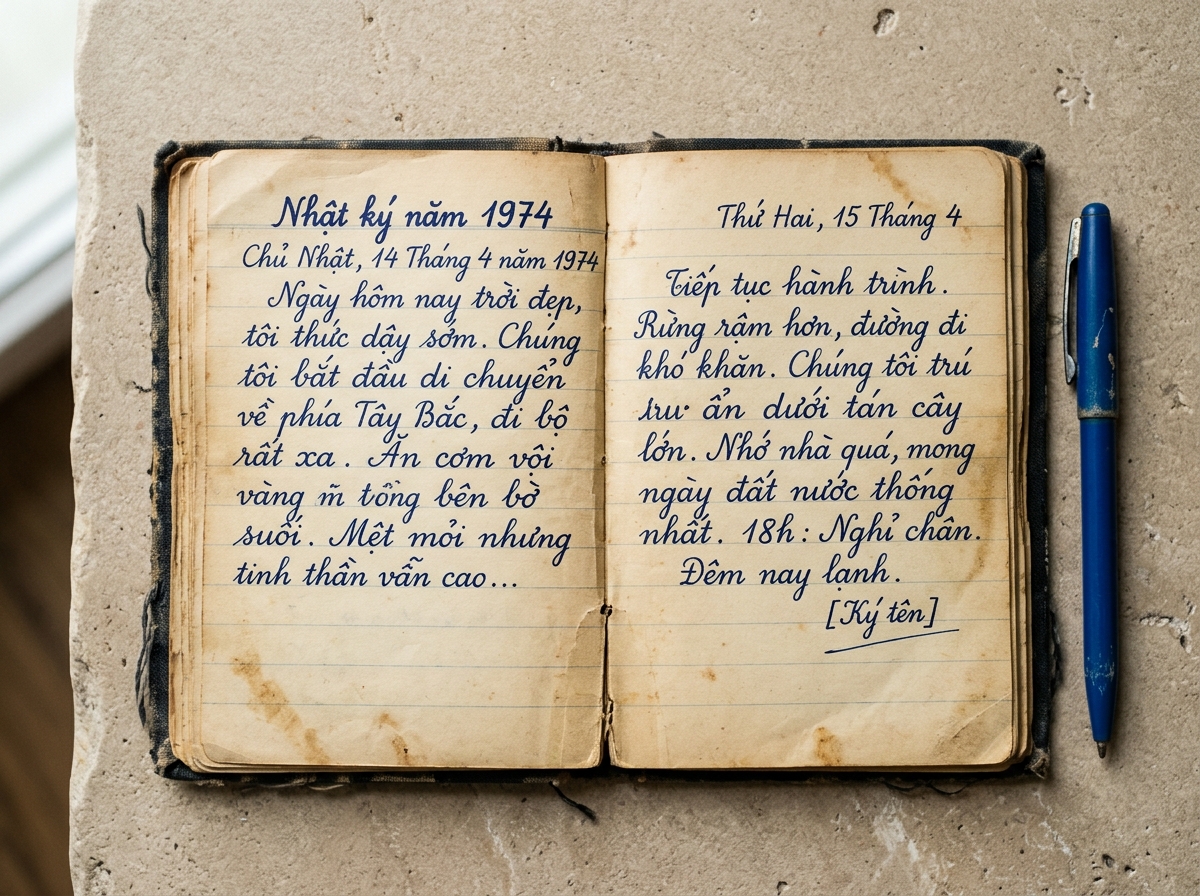 Nhật ký năm 1974
Chủ Nhật, 14 Tháng 4 năm 1974
Ngày hôm nay trời đẹp,
tôi thức dậy sớm. Chúng
tôi bắt đầu di chuyển
về phía Tây Bắc, đi bộ
rất xa. Ăn cơm vội
vàng bên bờ
suối. Mệt mỏi nhưng
tinh thần vẫn cao...
Thứ Hai, 15 Tháng 4
Tiếp tục hành trình.
Rừng rậm hơn, đường đi
khó khăn. Chúng tôi trú
ẩn dưới tán cây
lớn. Nhớ nhà quá, mong
ngày đất nước thống
nhất. 18h: Nghỉ chân.
Đêm nay lạnh.
[Ký tên]